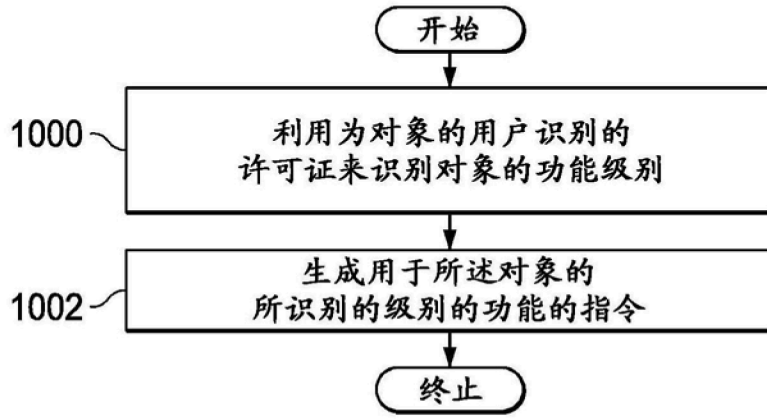 开始
1000
利用为对象的用户识别的
许可证来识别对象的功能级别
1002
生成用于所述对象的
所识别的级别的功能的指令
终止